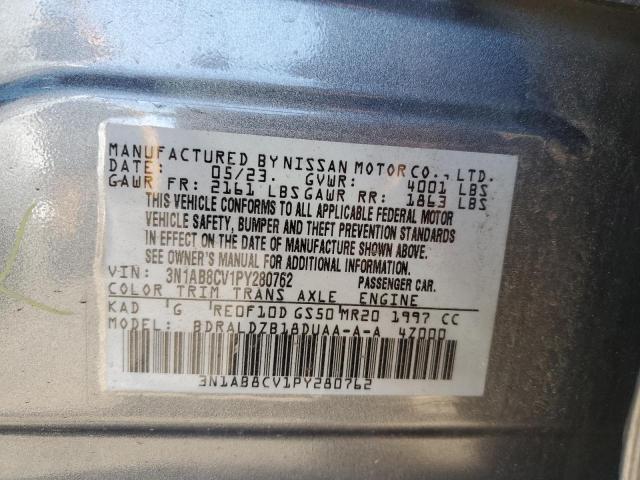 MANUFACTURED BY NISSAN MOTOR CO., LTD.
DATE: 05/23. GVWR: 4001 LBS
GAWR FR: 2161 LBS GAWR RR: 1863 LBS
THIS VEHICLE CONFORMS TO ALL APPLICABLE FEDERAL MOTOR
VEHICLE SAFETY, BUMPER AND THEFT PREVENTION STANDARDS
IN EFFECT ON THE DATE OF MANUFACTURE SHOWN ABOVE.
SEE OWNER'S MANUAL FOR ADDITIONAL INFORMATION.
VIN: 3N1AB8CV1PY280762 PASSENGER CAR.
COLOR TRIM TRANS AXLE ENGINE
KAD G RE0F10D GS50 MR20 1997 CC
MODEL: BDRALDZB18DUAA-A-A 4Z000
3N1AB8CV1PY280762